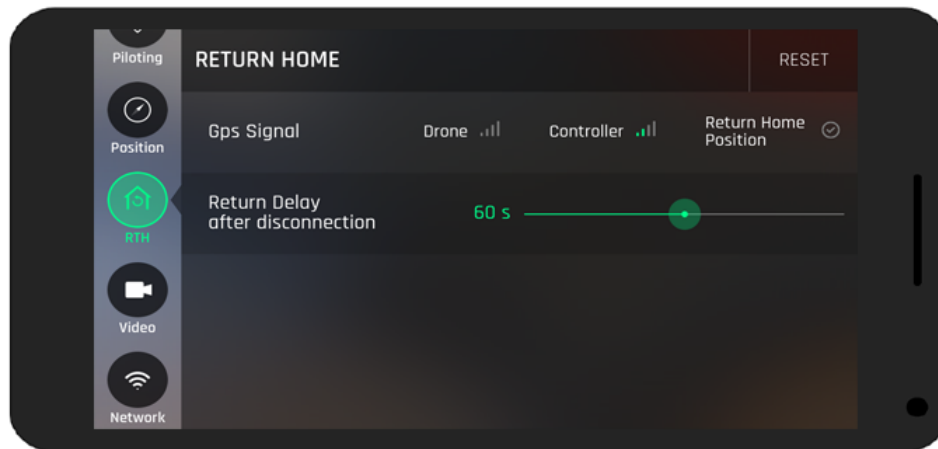 Piloting
RETURN HOME
RESET
Position
Gps Signal
Drone
Controller
Return Home
Position
RTH
Return Delay
after disconnection
60 s
Video
Network